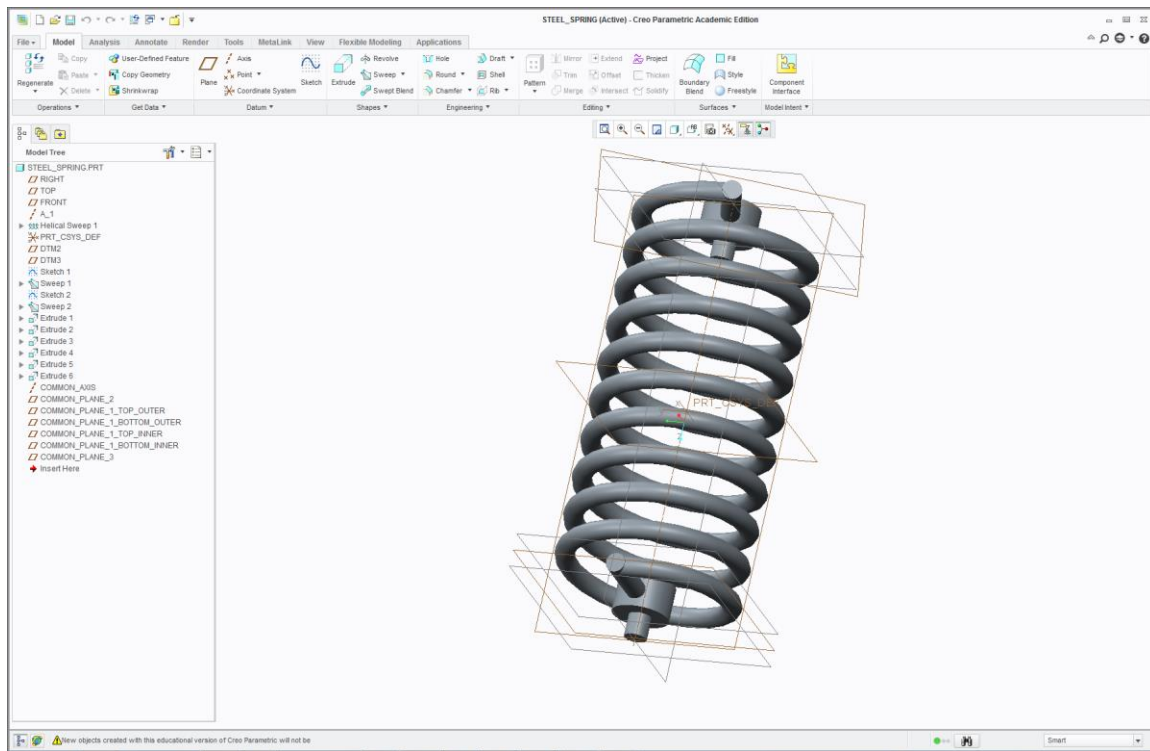 STEEL_SPRING (Active) - Creo Parametric Academic Edition
File Model Analysis Annotate Render Tools MetaLink View Flexible Modeling Applications
Copy User-Defined Feature Axis Revolve Hole Draft Mirror Extend Project Fill
Regenerate Paste Copy Geometry Plane Point Sketch Extrude Sweep Round Shell Pattern Trim Offset Thicken Boundary Blend Style Component Interface
Delete Shrinkwrap Coordinate System Swept Blend Chamfer Rib Merge Intersect Solidify Freestyle
Operations Get Data Datum Shapes Engineering Editing Surfaces Model Intent
Model Tree
STEEL_SPRING.PRT
RIGHT
TOP
FRONT
A_1
Helical Sweep 1
PRT_CSYS_DEF
DTM2
DTM3
Sketch 1
Sweep 1
Sketch 2
Sweep 2
Extrude 1
Extrude 2
Extrude 3
Extrude 4
Extrude 5
Extrude 6
COMMON_AXIS
COMMON_PLANE_2
COMMON_PLANE_1_TOP_OUTER
COMMON_PLANE_1_BOTTOM_OUTER
COMMON_PLANE_1_TOP_INNER
COMMON_PLANE_1_BOTTOM_INNER
COMMON_PLANE_3
Insert Here
PRT_CSYS_DEF
X
Z
New objects created with this educational version of Creo Parametric will not be
Smart